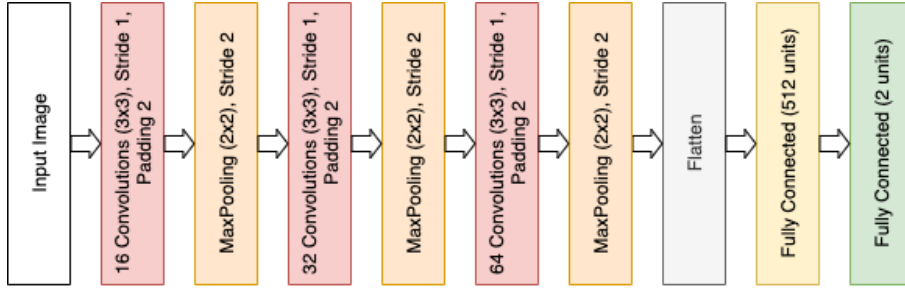 Input Image
16 Convolutions (3x3), Stride 1,
Padding 2
MaxPooling (2x2), Stride 2
32 Convolutions (3x3), Stride 1,
Padding 2
MaxPooling (2x2), Stride 2
64 Convolutions (3x3), Stride 1,
Padding 2
MaxPooling (2x2), Stride 2
Flatten
Fully Connected (512 units)
Fully Connected (2 units)